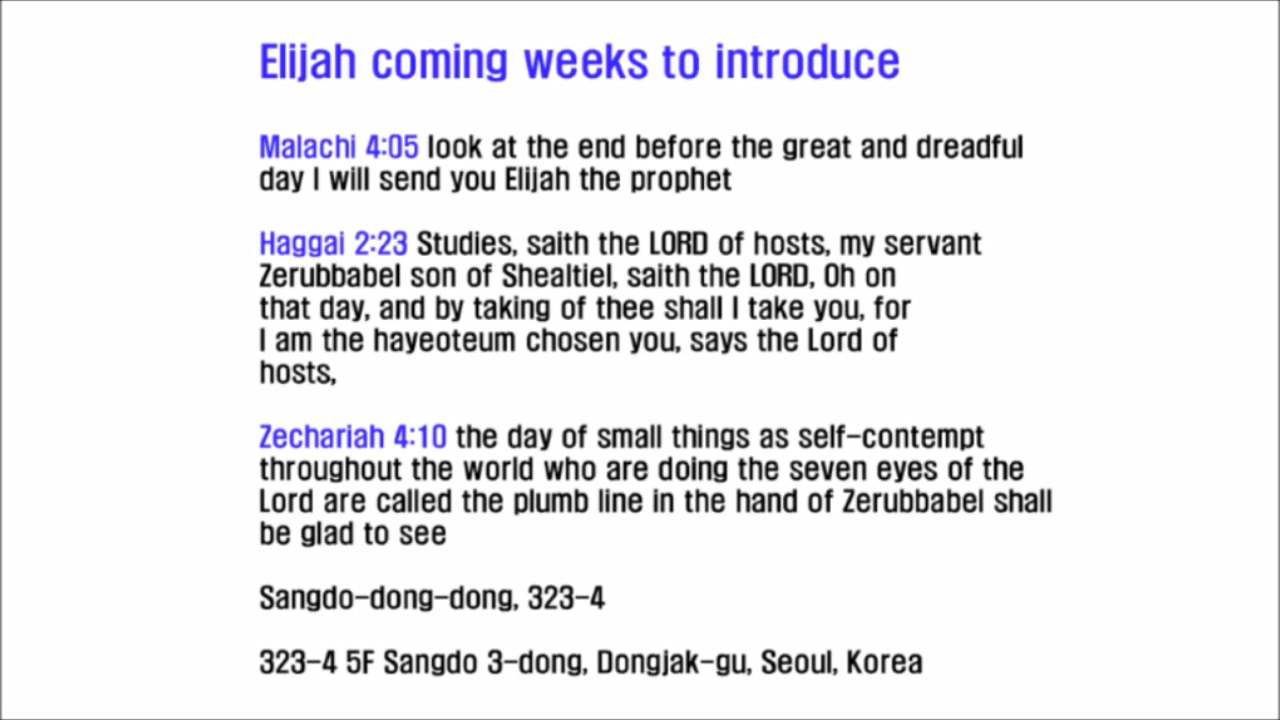 Elijah coming weeks to introduce
Malachi 4:05 look at the end before the great and dreadful
day I will send you Elijah the prophet
Haggai 2:23 Studies, saith the LORD of hosts, my servant
Zerubbabel son of Shealtiel, saith the LORD, Oh on
that day, and by taking of thee shall I take you, for
I am the hayeoteum chosen you, says the Lord of
hosts,
Zechariah 4:10 the day of small things as self-contempt
throughout the world who are doing the seven eyes of the
Lord are called the plumb line in the hand of Zerubbabel shall
be glad to see
Sangdo-dong-dong, 323-4
323-4 5F Sangdo 3-dong, Dongjak-gu, Seoul, Korea